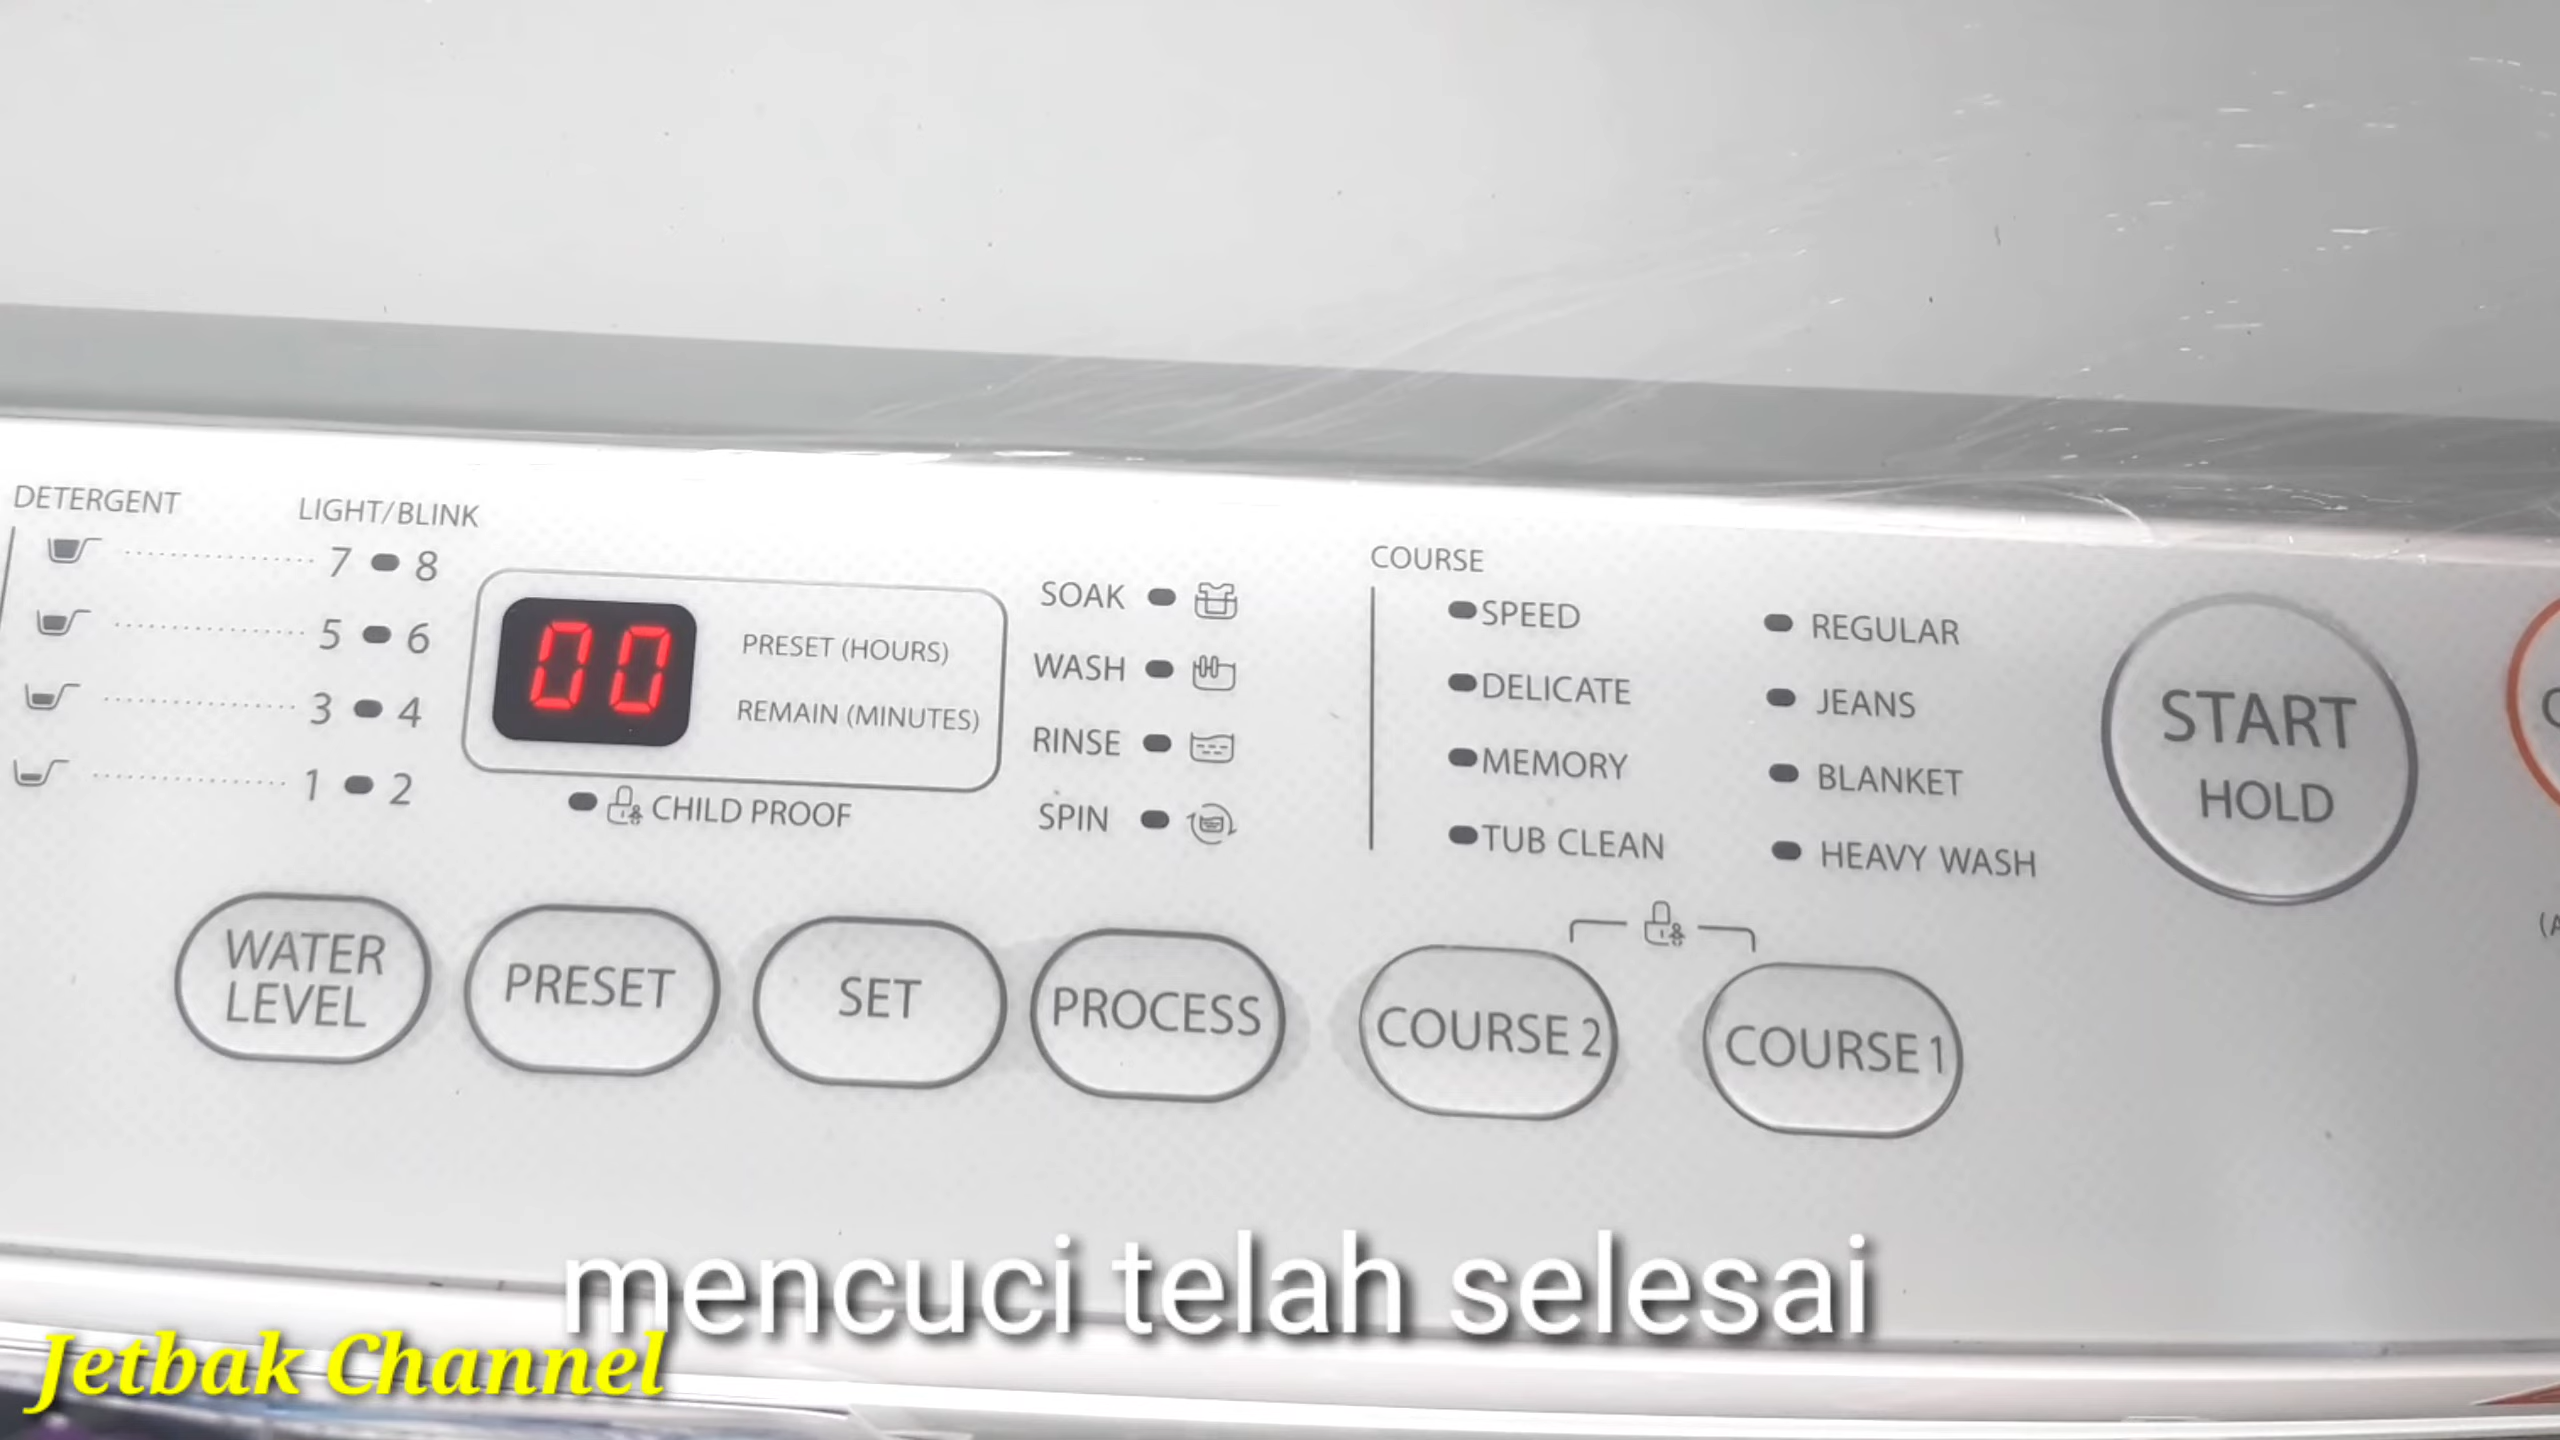 DETERGENT
LIGHT/BLINK
7 8
5 6
3 4
1 2
00
PRESET (HOURS)
REMAIN (MINUTES)
CHILD PROOF
SOAK
WASH
RINSE
SPIN
COURSE
SPEED
DELICATE
MEMORY
TUB CLEAN
REGULAR
JEANS
BLANKET
HEAVY WASH
START
HOLD
WATER
LEVEL
PRESET
SET
PROCESS
COURSE 2
COURSE 1
mencuci telah selesai
Jetbak Channel